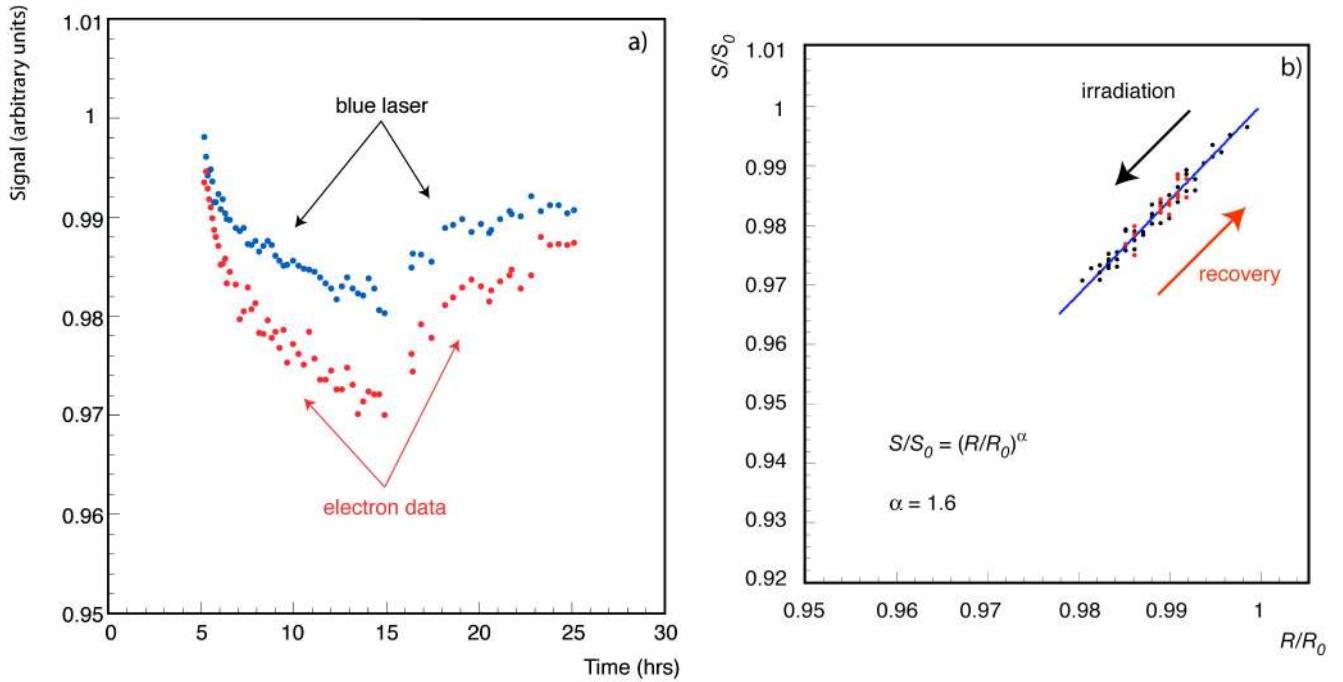 Signal (arbitrary units)
1.01
1
0.99
0.98
0.97
0.96
0.95
0
5
10
15
20
25
30
Time (hrs)
a)
blue laser
electron data
S/S0
1.01
1
0.99
0.98
0.97
0.96
0.95
0.94
0.93
0.92
0.95
0.96
0.97
0.98
0.99
1
R/R0
b)
irradiation
recovery
S/S0 = (R/R0)^α
α = 1.6